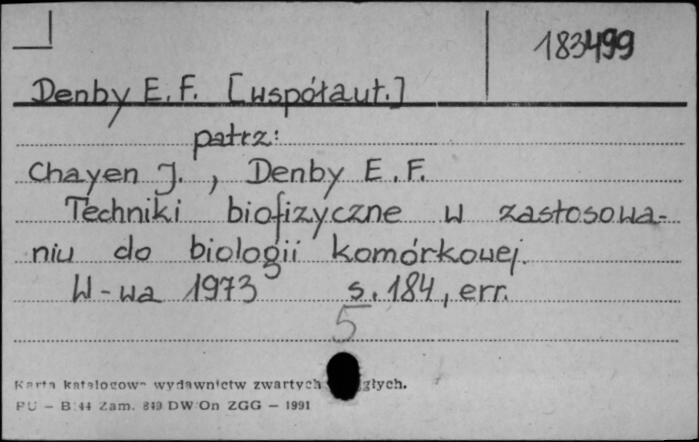 183499
Denby E. F. [współaut.]
patrz:
Chayen J., Denby E. F.
Techniki biofizyczne w zastosowa-
niu do biologii komórkowej.
W-wa 1973 s. 184, err.
5
Karta katalogow wydawnictw zwartych głych.
PU - B 44 Zam. 849 DW On ZGG - 1991